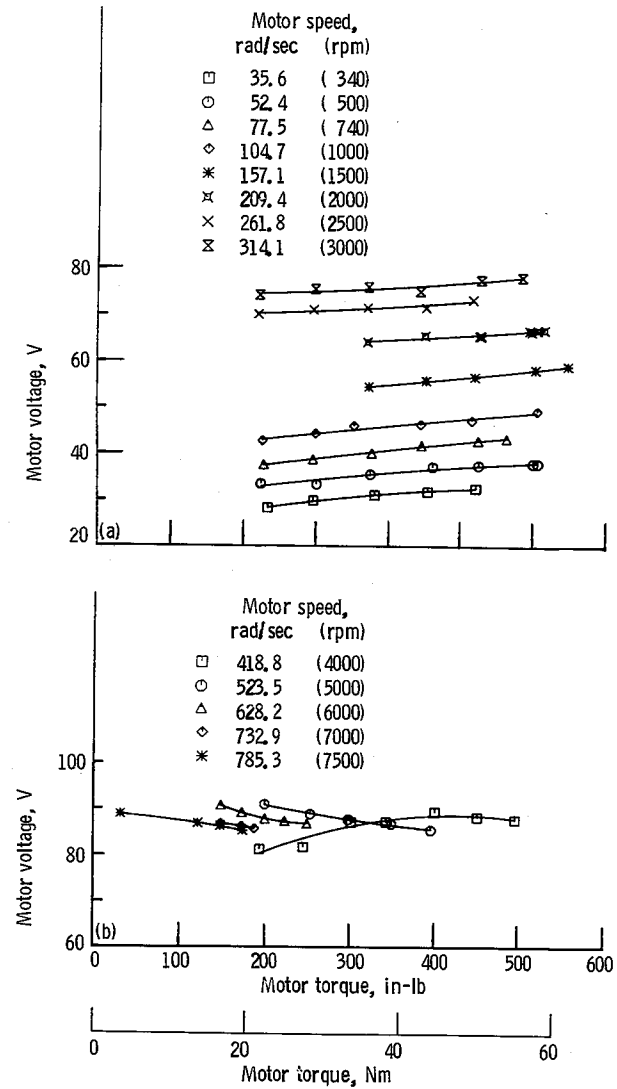 Motor speed,
rad/sec (rpm)
35.6 ( 340)
52.4 ( 500)
77.5 ( 740)
104.7 (1000)
157.1 (1500)
209.4 (2000)
261.8 (2500)
314.1 (3000)
80
60
40
20
Motor voltage, V
(a)
Motor speed,
rad/sec (rpm)
418.8 (4000)
523.5 (5000)
628.2 (6000)
732.9 (7000)
785.3 (7500)
100
80
60
Motor voltage, V
(b)
0 100 200 300 400 500 600
Motor torque, in-lb
0 20 40 60
Motor torque, Nm